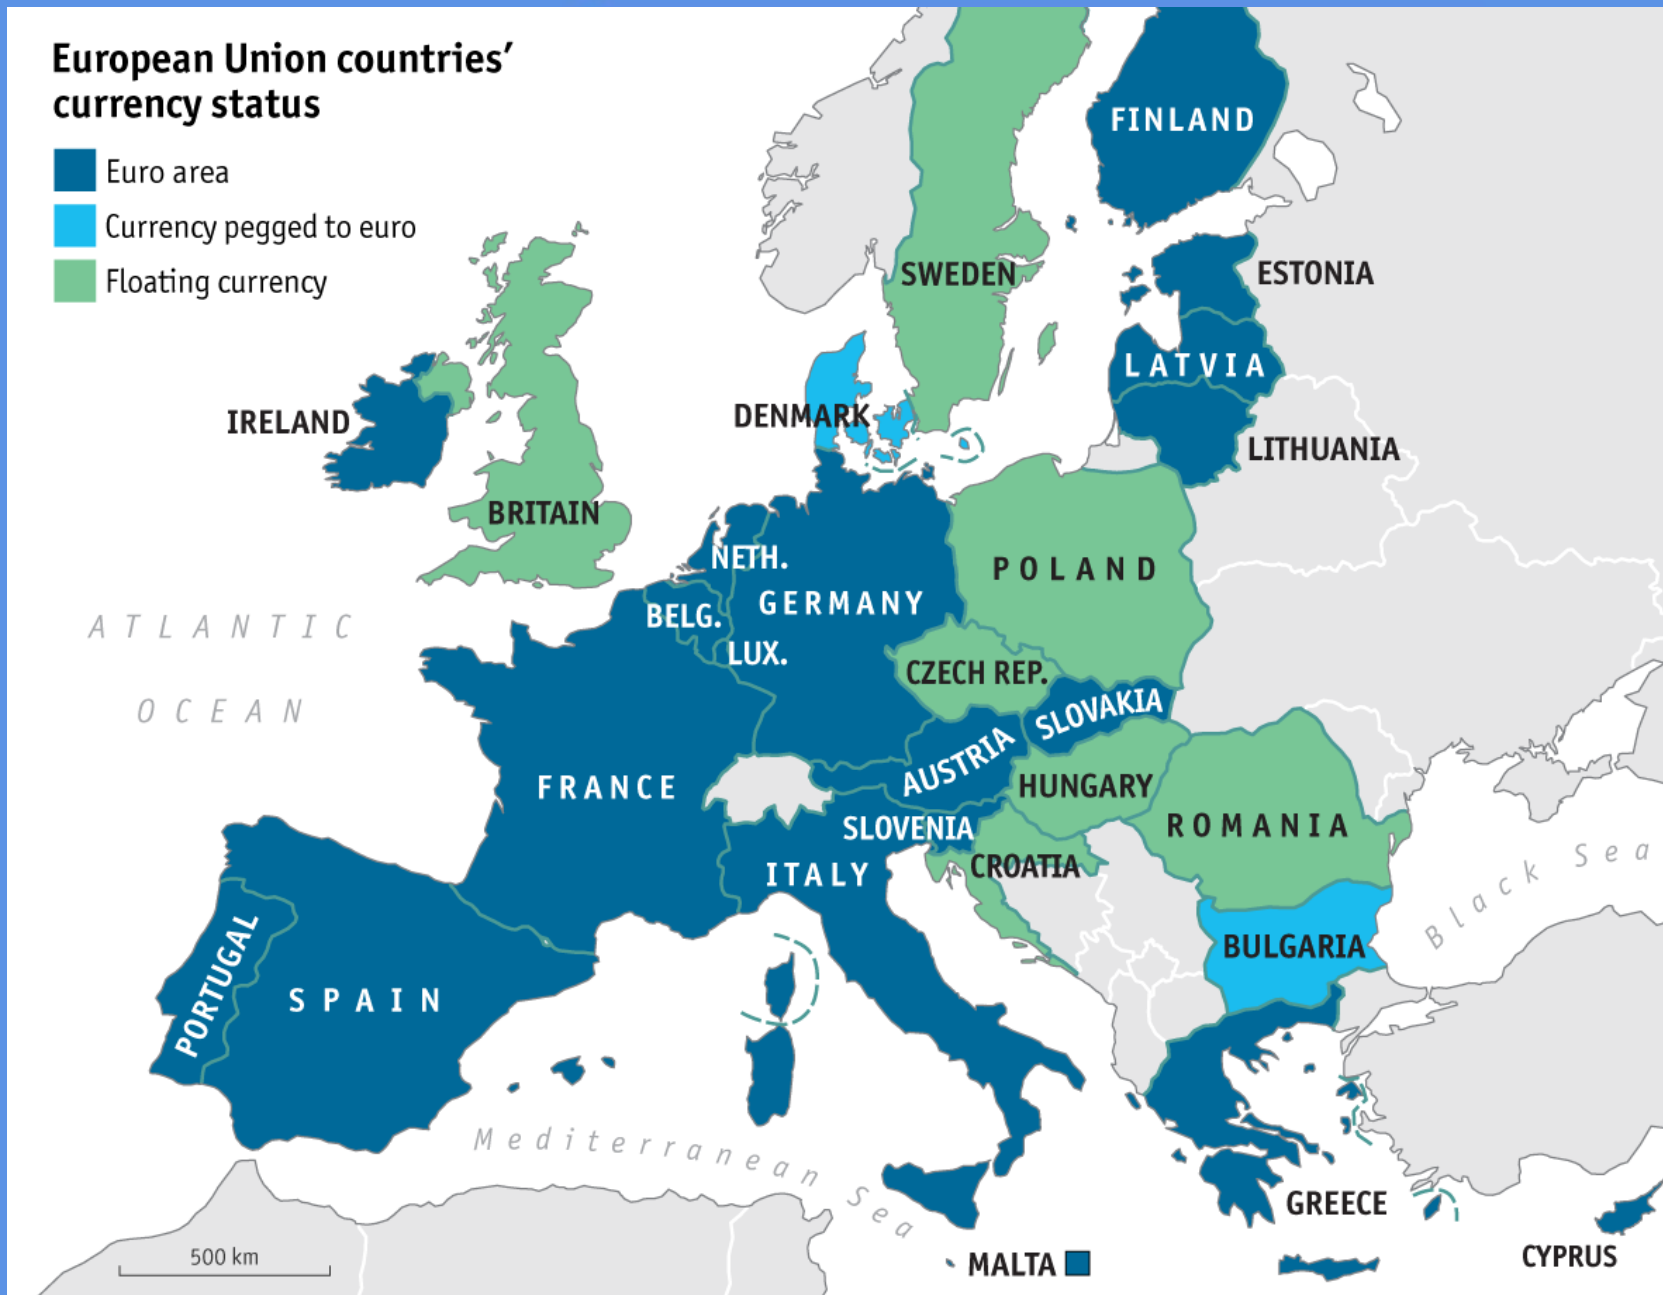 European Union countries’
currency status
Euro area
Currency pegged to euro
Floating currency
FINLAND
SWEDEN
ESTONIA
LATVIA
LITHUANIA
DENMARK
IRELAND
BRITAIN
NETH.
POLAND
GERMANY
BELG.
LUX.
ATLANTIC
OCEAN
CZECH REP.
SLOVAKIA
AUSTRIA
FRANCE
HUNGARY
SLOVENIA
ROMANIA
CROATIA
ITALY
Black Sea
BULGARIA
PORTUGAL
SPAIN
Mediterranean Sea
GREECE
500 km
MALTA
CYPRUS